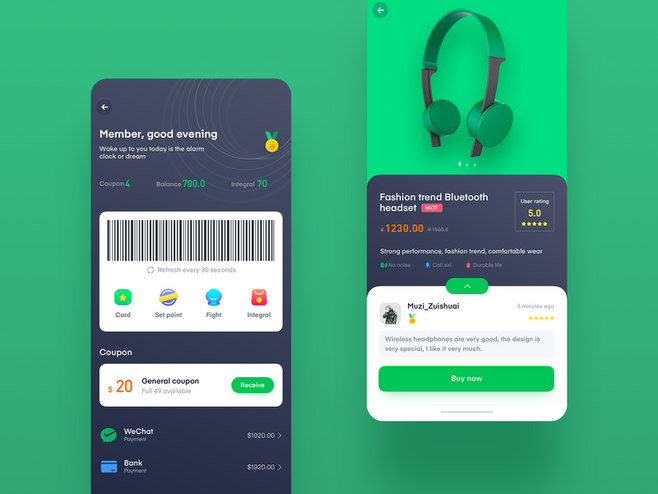 Member, good evening
Wake up to you today is the alarm
clock or dream
Coupon 4
Balance 700.0
Integral 70
Refresh every 30 seconds
Card
Set point
Fight
Integral
Coupon
$ 20
General coupon
Full 49 available
Receive
WeChat
Payment
$1920.00
Bank
Payment
$1920.00
Fashion trend Bluetooth
headset HOT
¥ 1230.00
User rating
5.0
Strong performance, fashion trend, comfortable wear
No noise
Call siri
Durable life
Muzi_Zuishuai
5 minutes ago
Wireless headphones are very good, the design is
very special, I like it very much.
Buy now